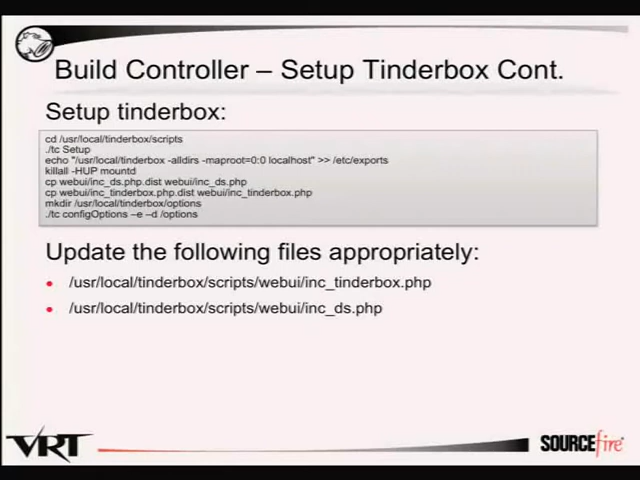 Build Controller – Setup Tinderbox Cont.
Setup tinderbox:
cd /usr/local/tinderbox/scripts
./tc Setup
echo "/usr/local/tinderbox -alldirs -maproot=0:0 localhost" >> /etc/exports
killall -HUP mountd
cp webui/inc_ds.php.dist webui/inc_ds.php
cp webui/inc_tinderbox.php.dist webui/inc_tinderbox.php
mkdir /usr/local/tinderbox/options
./tc configOptions –e –d /options
Update the following files appropriately:
• /usr/local/tinderbox/scripts/webui/inc_tinderbox.php
• /usr/local/tinderbox/scripts/webui/inc_ds.php
VRT
SOURCEfire